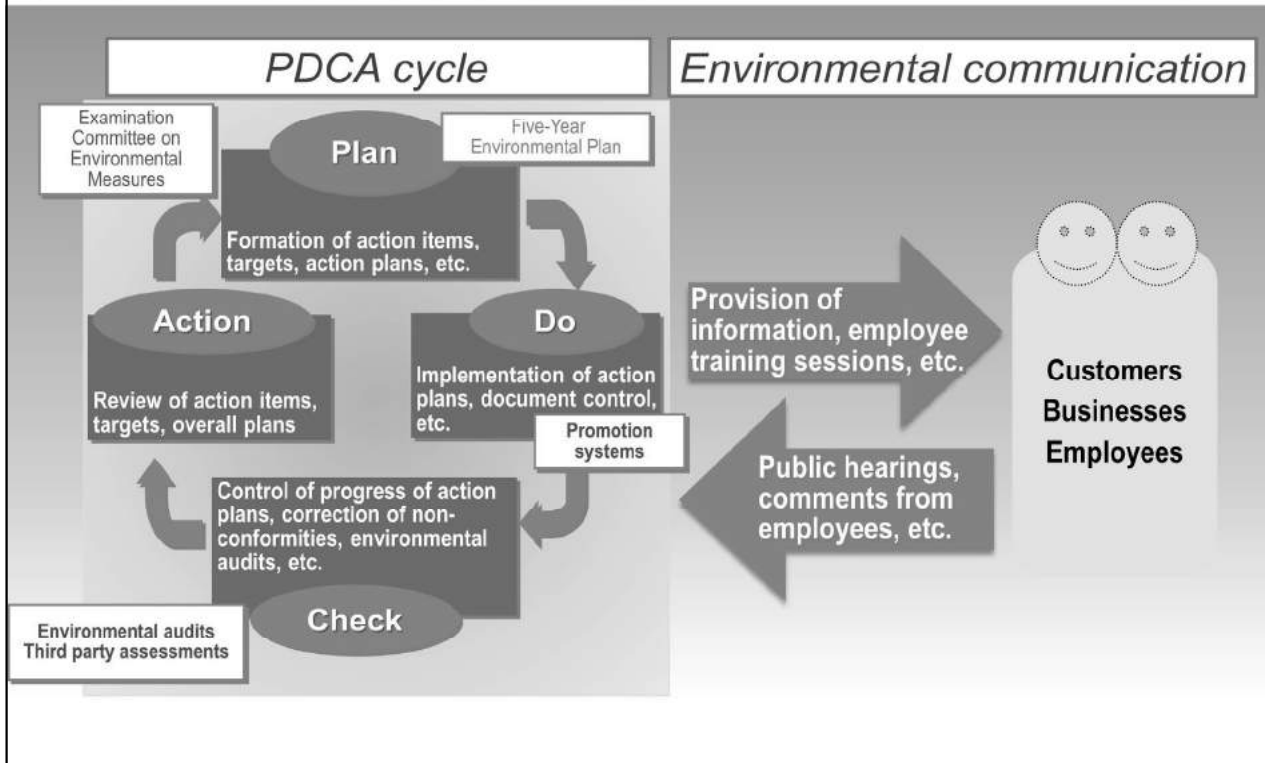 PDCA cycle
Environmental communication
Examination
Committee on
Environmental
Measures
Plan
Five-Year
Environmental Plan
Formation of action items,
targets, action plans, etc.
Action
Review of action items,
targets, overall plans
Do
Implementation of action
plans, document control,
etc.
Promotion
systems
Control of progress of action
plans, correction of non-
conformities, environmental
audits, etc.
Check
Environmental audits
Third party assessments
Provision of
information, employee
training sessions, etc.
Public hearings,
comments from
employees, etc.
Customers
Businesses
Employees